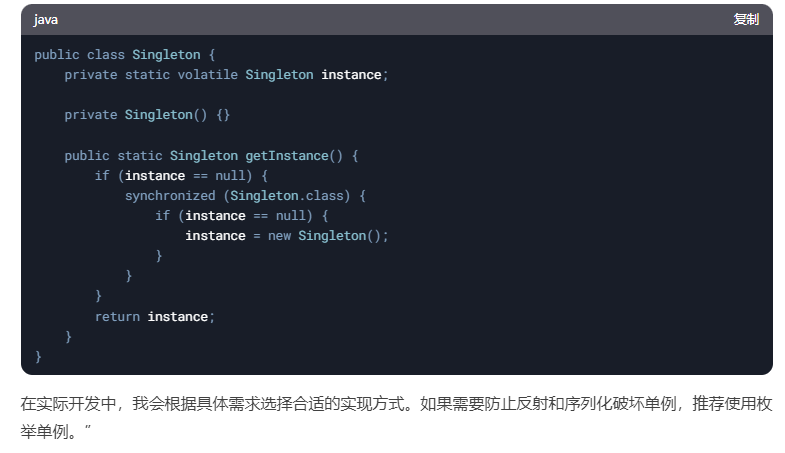 java
复制
public class Singleton {
    private static volatile Singleton instance;
    private Singleton() {}
    public static Singleton getInstance() {
        if (instance == null) {
            synchronized (Singleton.class) {
                if (instance == null) {
                    instance = new Singleton();
                }
            }
        }
        return instance;
    }
}
在实际开发中，我会根据具体需求选择合适的实现方式。如果需要防止反射和序列化破坏单例，推荐使用枚
举单例。”